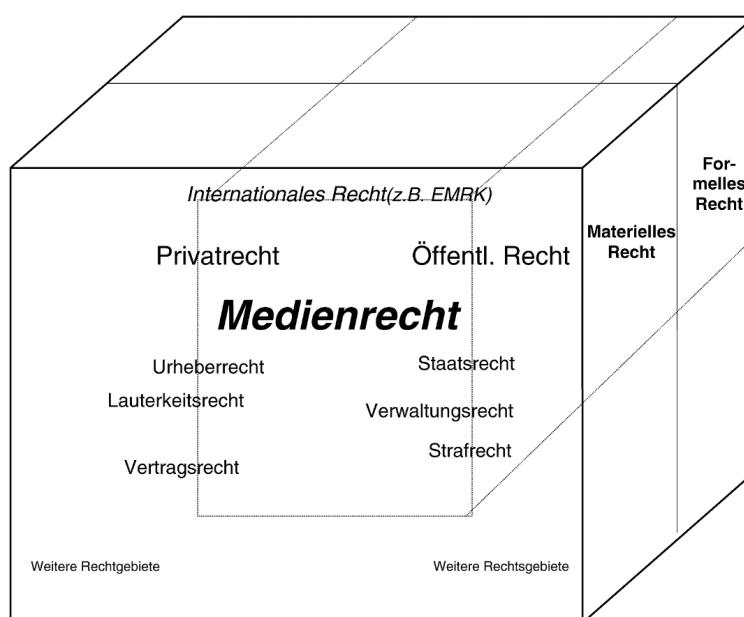 Internationales Recht(z.B. EMRK)
Privatrecht
Öffentl. Recht
Medienrecht
Urheberrecht
Staatsrecht
Lauterkeitsrecht
Verwaltungsrecht
Strafrecht
Vertragsrecht
Weitere Rechtgebiete
Weitere Rechtsgebiete
Materielles
Recht
For-
melles
Recht